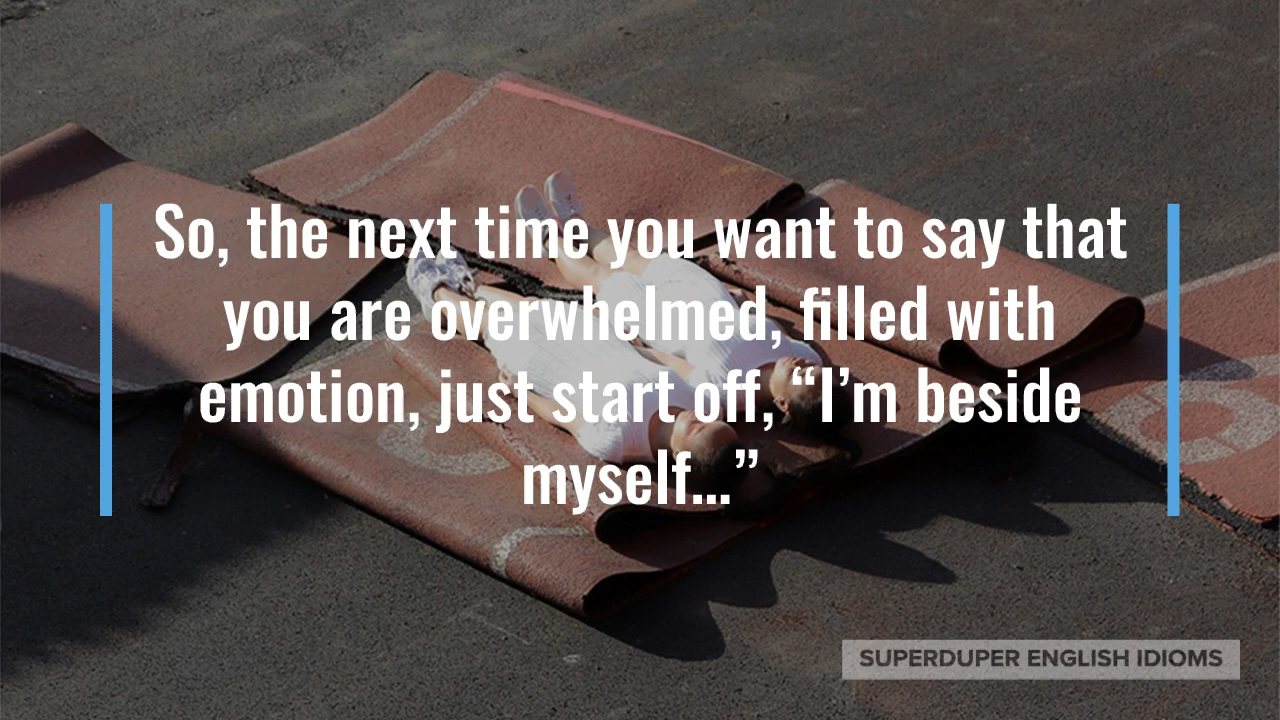 So, the next time you want to say that
you are overwhelmed, filled with
emotion, just start off, “I’m beside
myself...”
SUPERDUPER ENGLISH IDIOMS